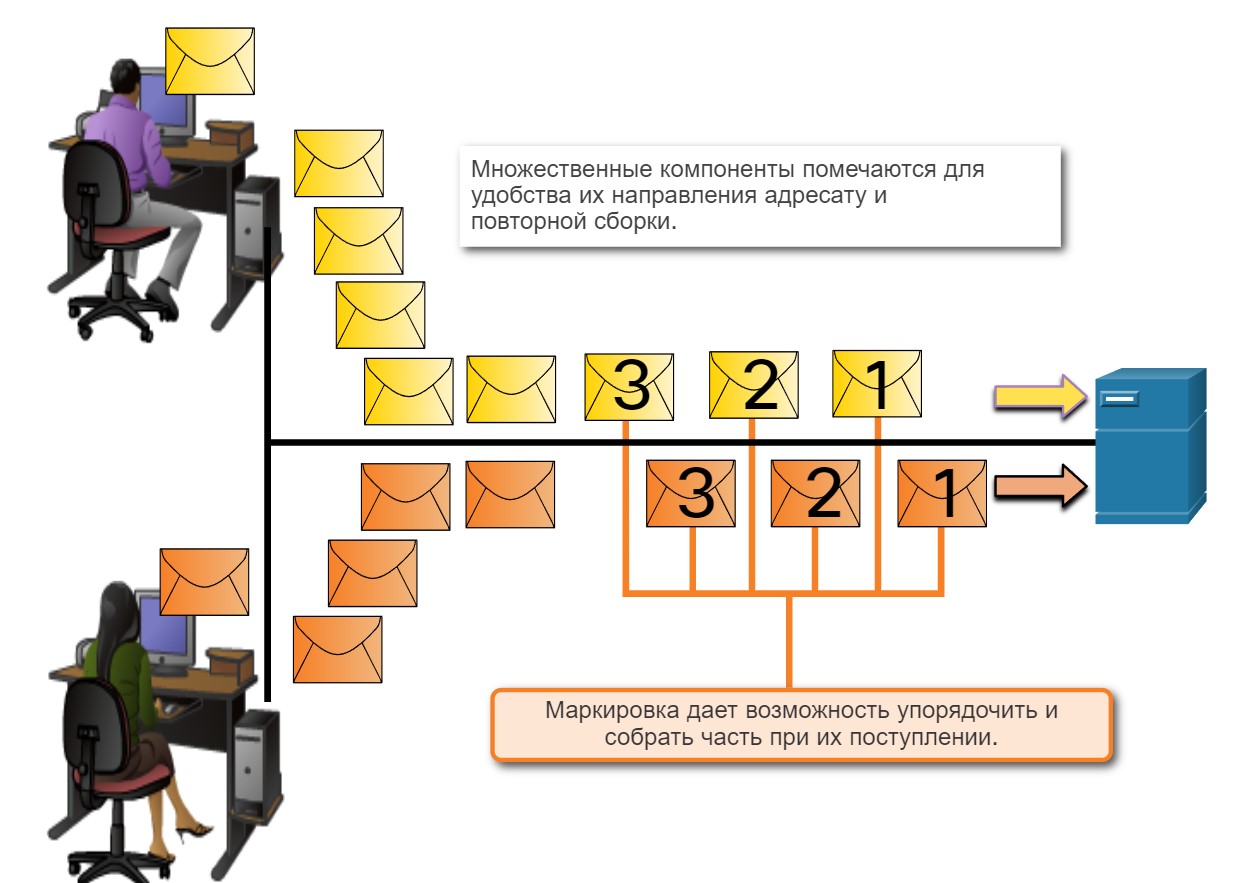 Множественные компоненты помечаются для
удобства их направления адресату и
повторной сборки.
3 2 1
3 2 1
Маркировка дает возможность упорядочить и
собрать часть при их поступлении.